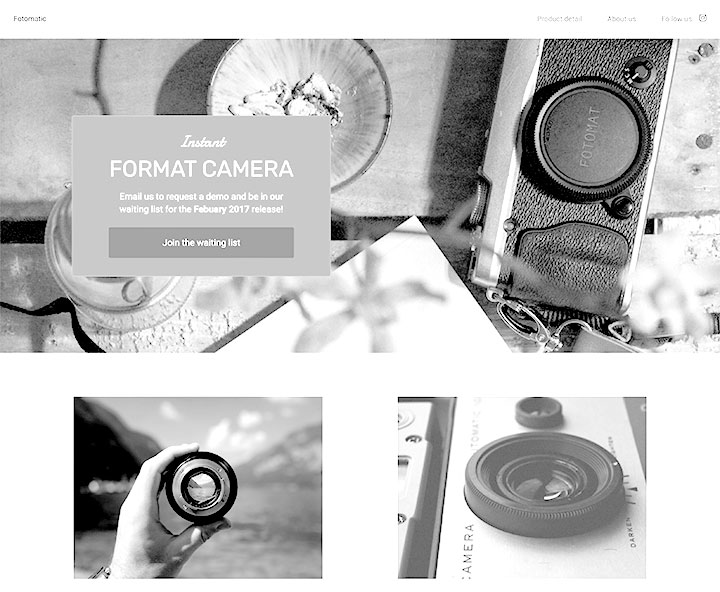 Fotomatic
Product detail
About us
Follow us
FOTOMAT
Instant
FORMAT CAMERA
Email us to request a demo and be in our
waiting list for the Febuary 2017 release!
Join the waiting list
CAMERA
DARKEN